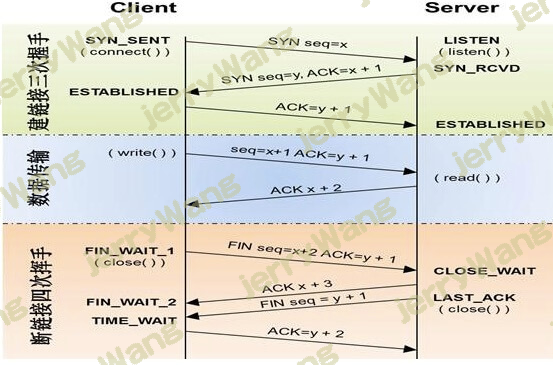 Client
Server
建链接三次握手
SYN_SENT
(connect())
SYN seq=x
LISTEN
(listen())
SYN_RCVD
SYN seq=y, ACK=x + 1
ESTABLISHED
ACK=y + 1
ESTABLISHED
数据传输
(write())
seq=x+1 ACK=y + 1
(read())
ACK x + 2
断链接四次挥手
FIN_WAIT_1
(close())
FIN seq=x+2 ACK=y + 1
CLOSE_WAIT
ACK x + 3
FIN_WAIT_2
FIN seq = y + 1
LAST_ACK
(close())
TIME_WAIT
ACK=y + 2
jerryWang
jerryWang
jerryWang
jerryWang
jerryWang
jerryWang
jerryWang